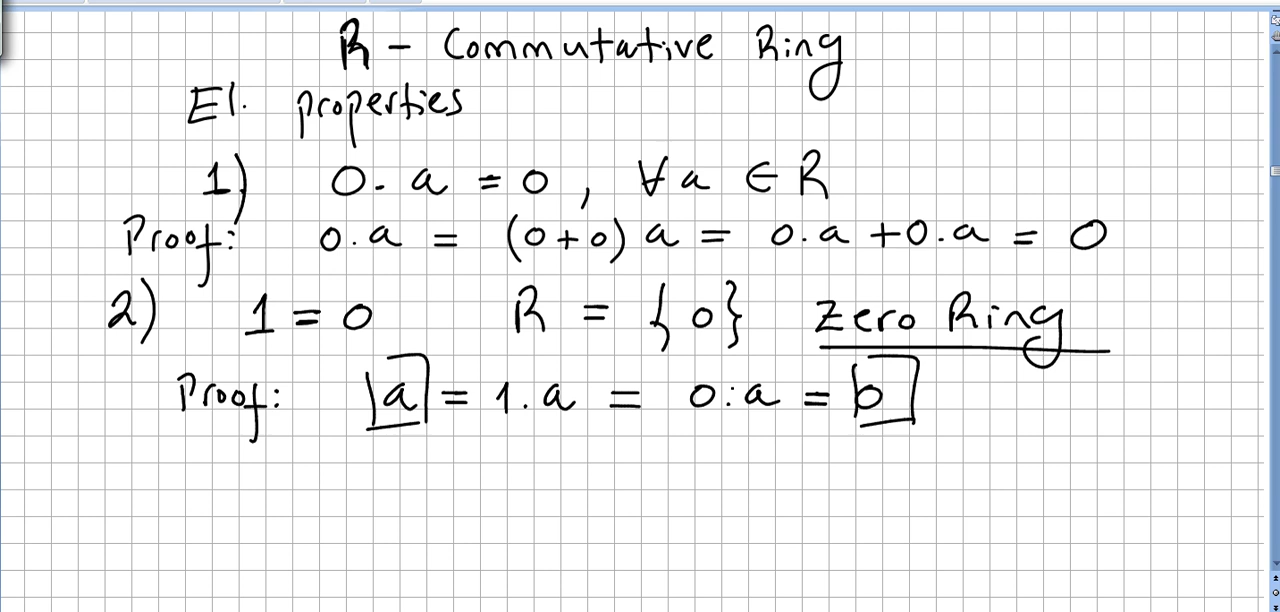 R - Commutative Ring
El. properties
1) 0. a = 0 , ∀a ∈ R
Proof: 0.a = (0+0) a = 0.a + 0.a = 0
2) 1 = 0 R = {0} Zero Ring
Proof: a = 1.a = 0.a = 0